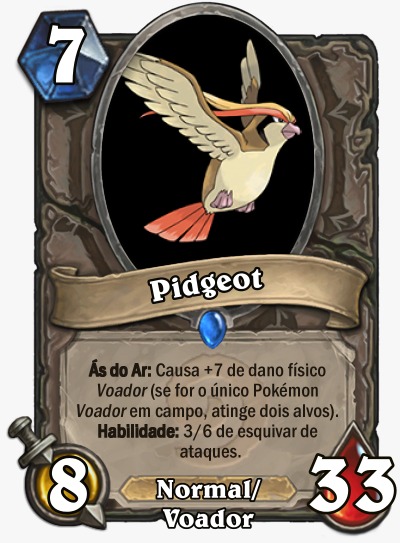 7
Pidgeot
Ás do Ar: Causa +7 de dano físico
Voador (se for o único Pokémon
Voador em campo, atinge dois alvos).
Habilidade: 3/6 de esquivar de
ataques.
8
Normal/
Voador
33